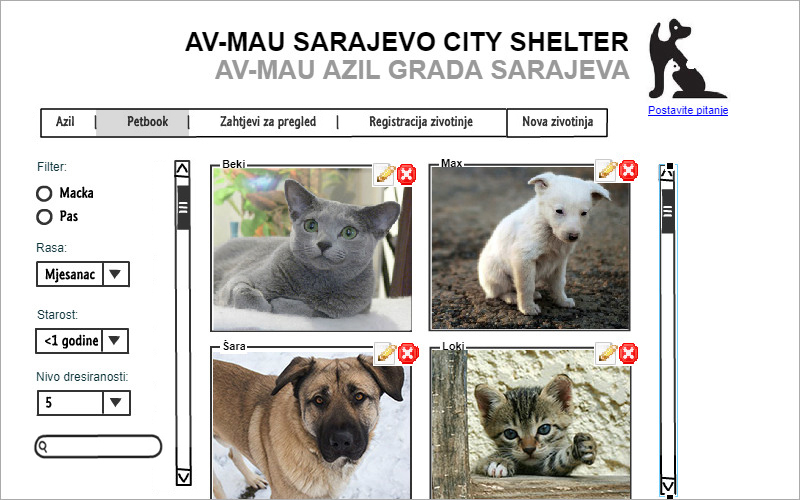 AV-MAU SARAJEVO CITY SHELTER
AV-MAU AZIL GRADA SARAJEVA
Postavite pitanje
Azil | Petbook | Zahtjevi za pregled | Registracija zivotinje Nova zivotinja
Filter:
Macka
Pas
Rasa:
Mjesanac
Starost:
<1 godine
Nivo dresiranosti:
5
Beki
Max
Šara
Loki